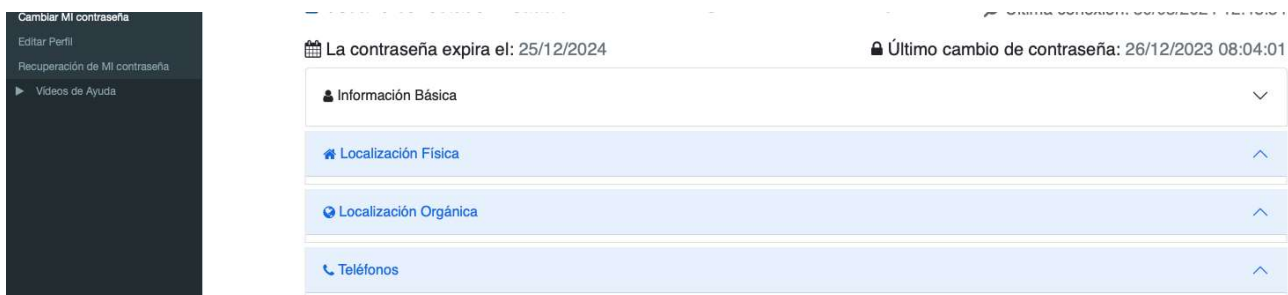 Cambiar MI contraseña
Editar Perfil
Recuperación de MI contraseña
Vídeos de Ayuda
La contraseña expira el: 25/12/2024
Último cambio de contraseña: 26/12/2023 08:04:01
Información Básica
Localización Física
Localización Orgánica
Teléfonos